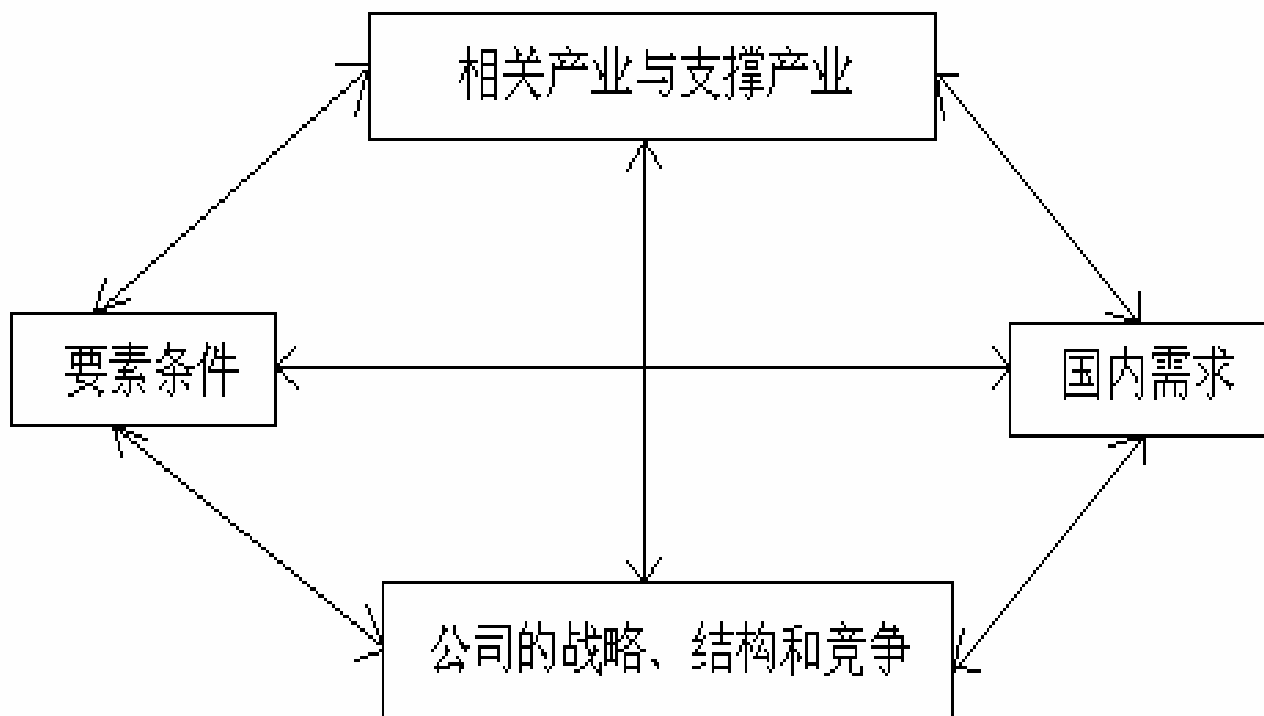 相关产业与支撑产业
要素条件
国内需求
公司的战略、结构和竞争